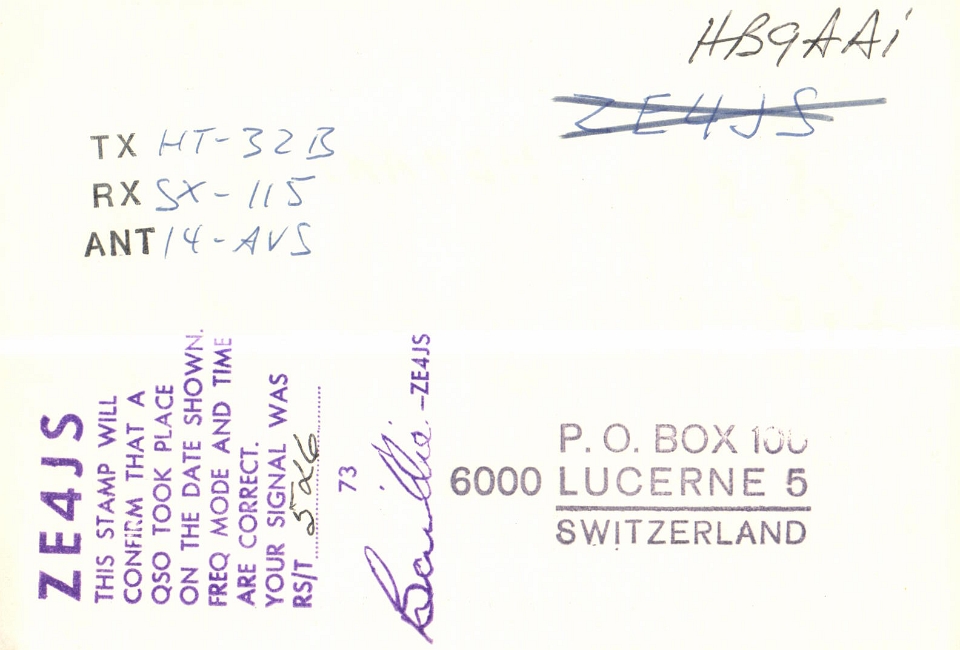 HB9AAi
ZE4JS
TX HT-32B
RX SX-115
ANT 14-AVS
ZE4JS
THIS STAMP WILL
CONFIRM THAT A
QSO TOOK PLACE
ON THE DATE SHOWN.
FREQ MODE AND TIME
ARE CORRECT.
YOUR SIGNAL WAS
RS/T
73
-ZE4JS
P. O. BOX 100
6000 LUCERNE 5
SWITZERLAND